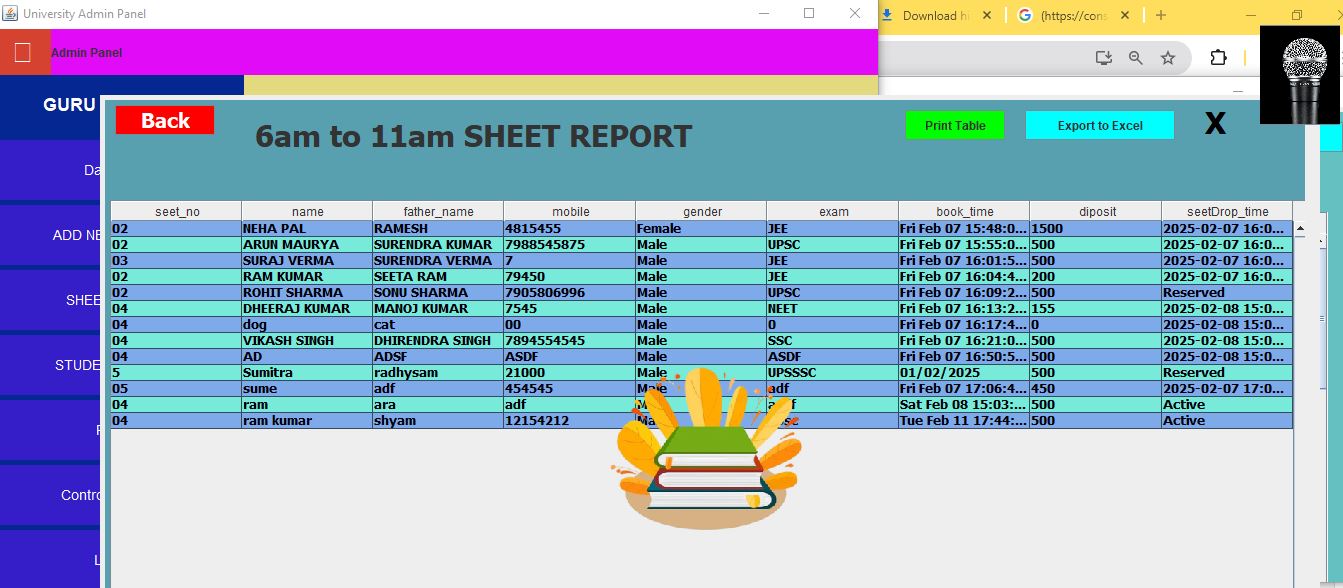 University Admin Panel
Download hi
(https://cons
Admin Panel
GURU
Back
6am to 11am SHEET REPORT
Print Table
Export to Excel
X
Da
ADD NE
SHEE
STUDE
Contro
L
seet_no name father_name mobile gender exam book_time diposit seetDrop_time
02 NEHA PAL RAMESH 4815455 Female JEE Fri Feb 07 15:48:0... 1500 2025-02-07 16:0...
02 ARUN MAURYA SURENDRA KUMAR 7988545875 Male UPSC Fri Feb 07 15:55:0... 500 2025-02-07 16:0...
03 SURAJ VERMA SURENDRA VERMA 7 Male JEE Fri Feb 07 16:01:5... 500 2025-02-07 16:0...
02 RAM KUMAR SEETA RAM 79450 Male JEE Fri Feb 07 16:04:4... 200 2025-02-07 16:0...
02 ROHIT SHARMA SONU SHARMA 7905806996 Male UPSC Fri Feb 07 16:09:2... 500 Reserved
04 DHEERAJ KUMAR MANOJ KUMAR 7545 Male NEET Fri Feb 07 16:13:2... 155 2025-02-08 15:0...
04 dog cat 00 Male 0 Fri Feb 07 16:17:4... 0 2025-02-08 15:0...
04 VIKASH SINGH DHIRENDRA SINGH 7894554545 Male SSC Fri Feb 07 16:21:0... 500 2025-02-08 15:0...
04 AD ADSF ASDF Male ASDF Fri Feb 07 16:50:5... 500 2025-02-08 15:0...
5 Sumitra radhysam 21000 Male UPSSSC 01/02/2025 500 Reserved
05 sume adf 454545 Male adf Fri Feb 07 17:06:4... 450 2025-02-07 17:0...
04 ram ara adf Sat Feb 08 15:03:... 500 Active
04 ram kumar shyam 12154212 Tue Feb 11 17:44:... 500 Active